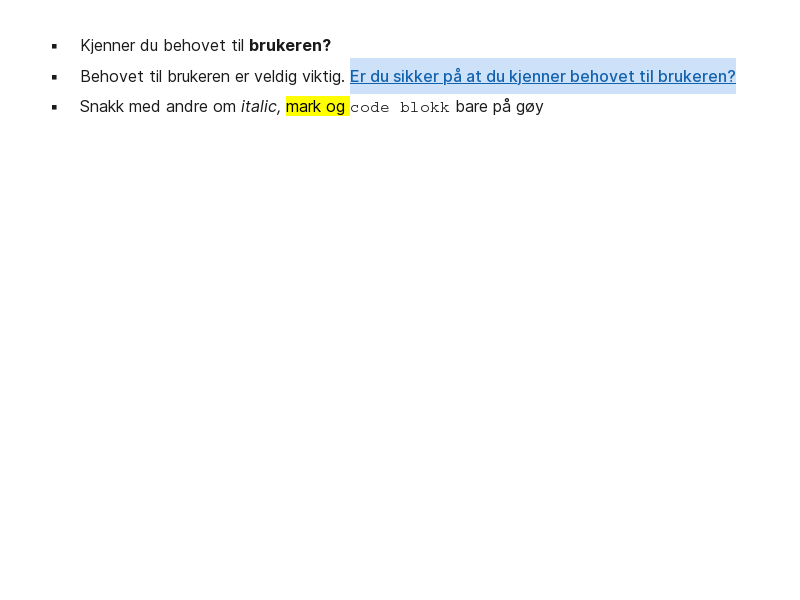 ▪ Kjenner du behovet til brukeren?
▪ Behovet til brukeren er veldig viktig. Er du sikker på at du kjenner behovet til brukeren?
▪ Snakk med andre om italic, mark og code blokk bare på gøy